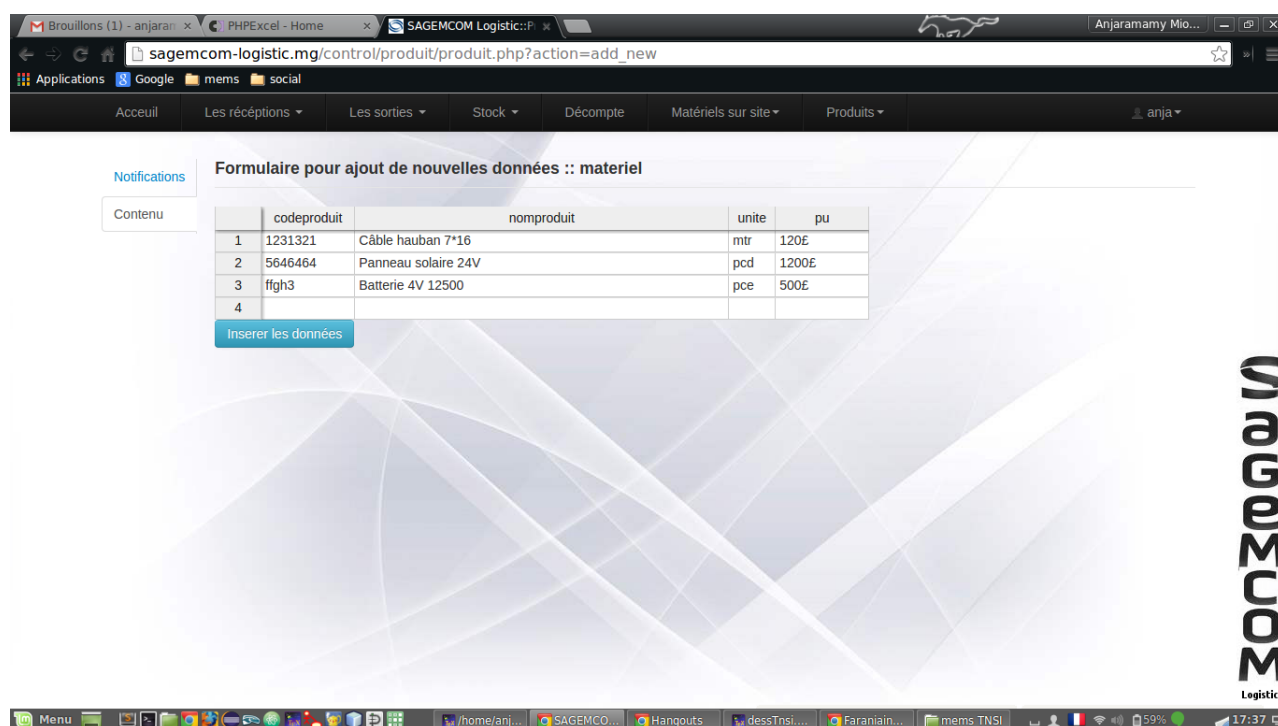 Brouillons (1) - anjaran
PHPExcel - Home
SAGEMCOM Logistic::P
Anjaramamy Mio...
sagemcom-logistic.mg/control/produit/produit.php?action=add_new
Applications Google mems social
Acceuil Les récéptions Les sorties Stock Décompte Matériels sur site Produits anja
Notifications
Contenu
Formulaire pour ajout de nouvelles données :: materiel
codeproduit nomproduit unite pu
1 1231321 Câble hauban 7*16 mtr 120£
2 5646464 Panneau solaire 24V pcd 1200£
3 ffgh3 Batterie 4V 12500 pce 500£
4
Inserer les données
SaGeMCOM
Logistic
Menu /home/anj... SAGEMCO... Hangouts dessTnsi.... Faraniain... mems TNSI 59% 17:37